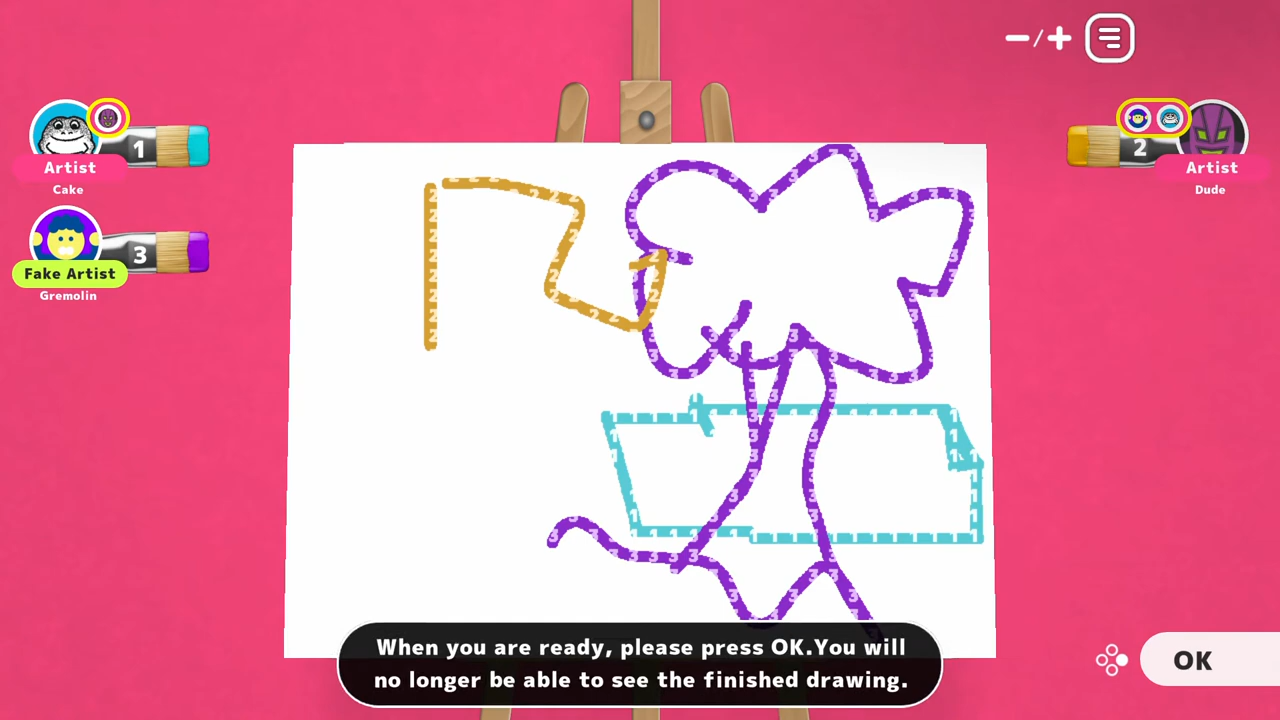 −/+
1
Artist
Cake
3
Fake Artist
Gremolin
2
Artist
Dude
When you are ready, please press OK.You will
no longer be able to see the finished drawing.
OK